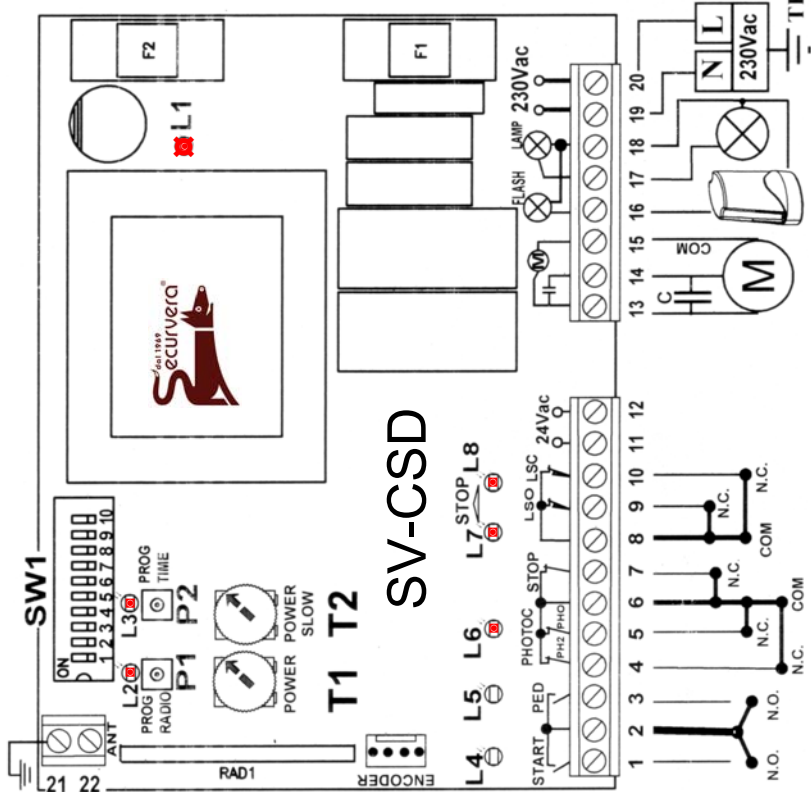 F2
F1
L1
230Vac
LAMP
FLASH
M
20
19
18
17
16
15
14
13
L
N
230Vac
COM
C
M
dal 1969
Securvera®
SW1
ON
1 2 3 4 5 6 7 8 9 10
L2
L3
PROG
RADIO
P1
PROG
TIME
P2
POWER
POWER
SLOW
T1
T2
SV-CSD
L4
L5
L6
L7
STOP
L8
21
22
ANT
RAD1
ENCODER
START
PED
PHOTOC
PH2
PHO
STOP
LSO
LSC
24Vac
1
2
3
4
5
6
7
8
9
10
11
12
N.O.
N.O.
N.C.
N.C.
N.C.
COM
COM
N.C.
N.C.